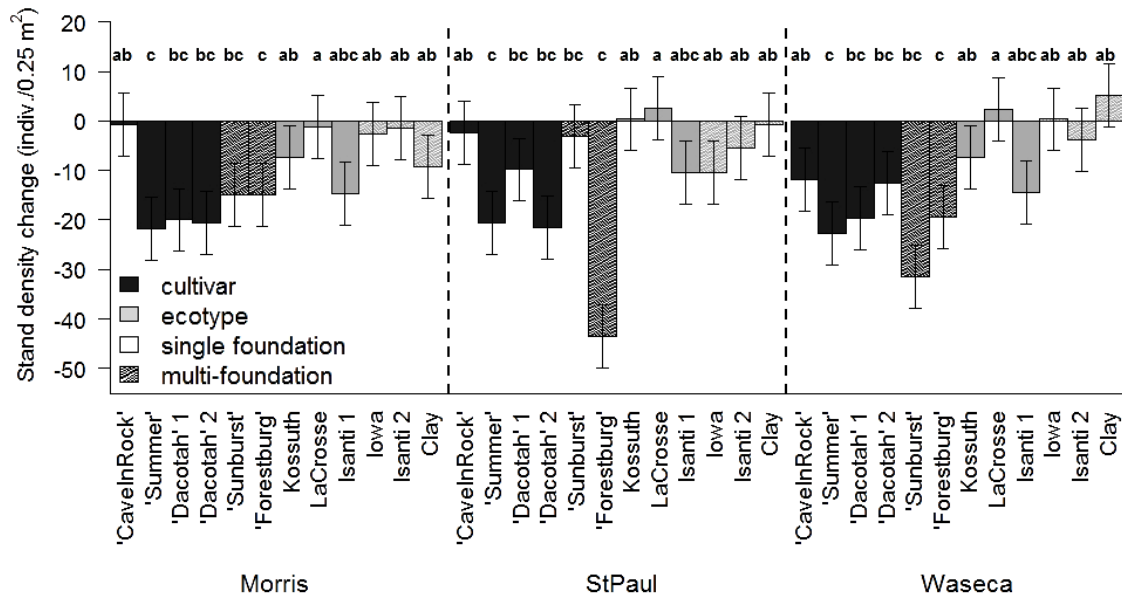 Stand density change (indiv./0.25 m²)
20
10
0
-10
-20
-30
-40
-50
ab c bc bc bc c ab a abc ab ab ab
ab c bc bc bc c ab a abc ab ab ab
ab c bc bc bc c ab a abc ab ab ab
cultivar
ecotype
single foundation
multi-foundation
'CaveInRock'
'Summer'
'Dacotah' 1
'Dacotah' 2
'Sunburst'
'Forestburg'
Kossuth
LaCrosse
Isanti 1
Iowa
Isanti 2
Clay
'CaveInRock'
'Summer'
'Dacotah' 1
'Dacotah' 2
'Sunburst'
'Forestburg'
Kossuth
LaCrosse
Isanti 1
Iowa
Isanti 2
Clay
'CaveInRock'
'Summer'
'Dacotah' 1
'Dacotah' 2
'Sunburst'
'Forestburg'
Kossuth
LaCrosse
Isanti 1
Iowa
Isanti 2
Clay
Morris
StPaul
Waseca